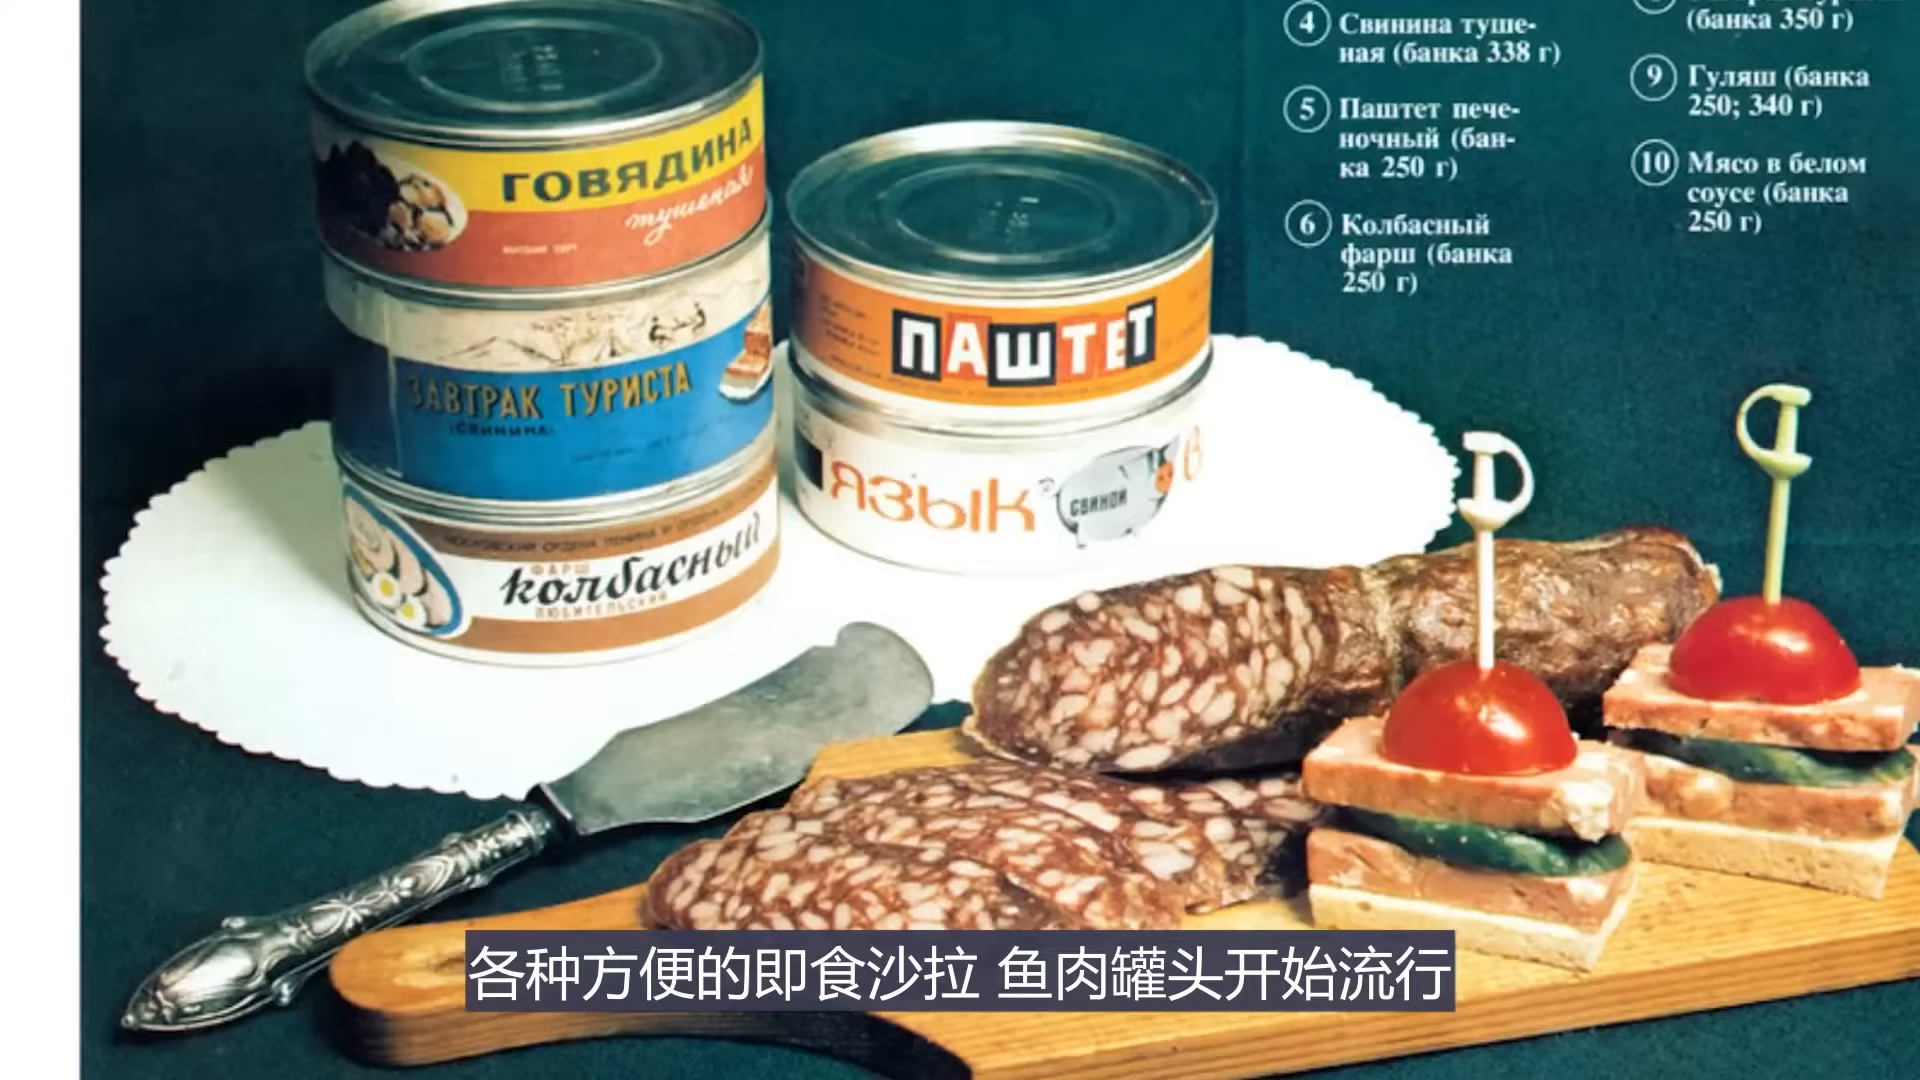 4 Свинина туше-
ная (банка 338 г)
5 Паштет пече-
ночный (бан-
ка 250 г)
6 Колбасный
фарш (банка
250 г)
(банка 350 г)
9 Гуляш (банка
250; 340 г)
10 Мясо в белом
соусе (банка
250 г)
ГОВЯДИНА
тушеная
ЗАВТРАК ТУРИСТА
(СВИНИНА)
ФАРШ
колбасный
ЛЮБИТЕЛЬСКИЙ
ПАШТЕТ
ЯЗЫК
СВИНОЙ
В
各种方便的即食沙拉 鱼肉罐头开始流行